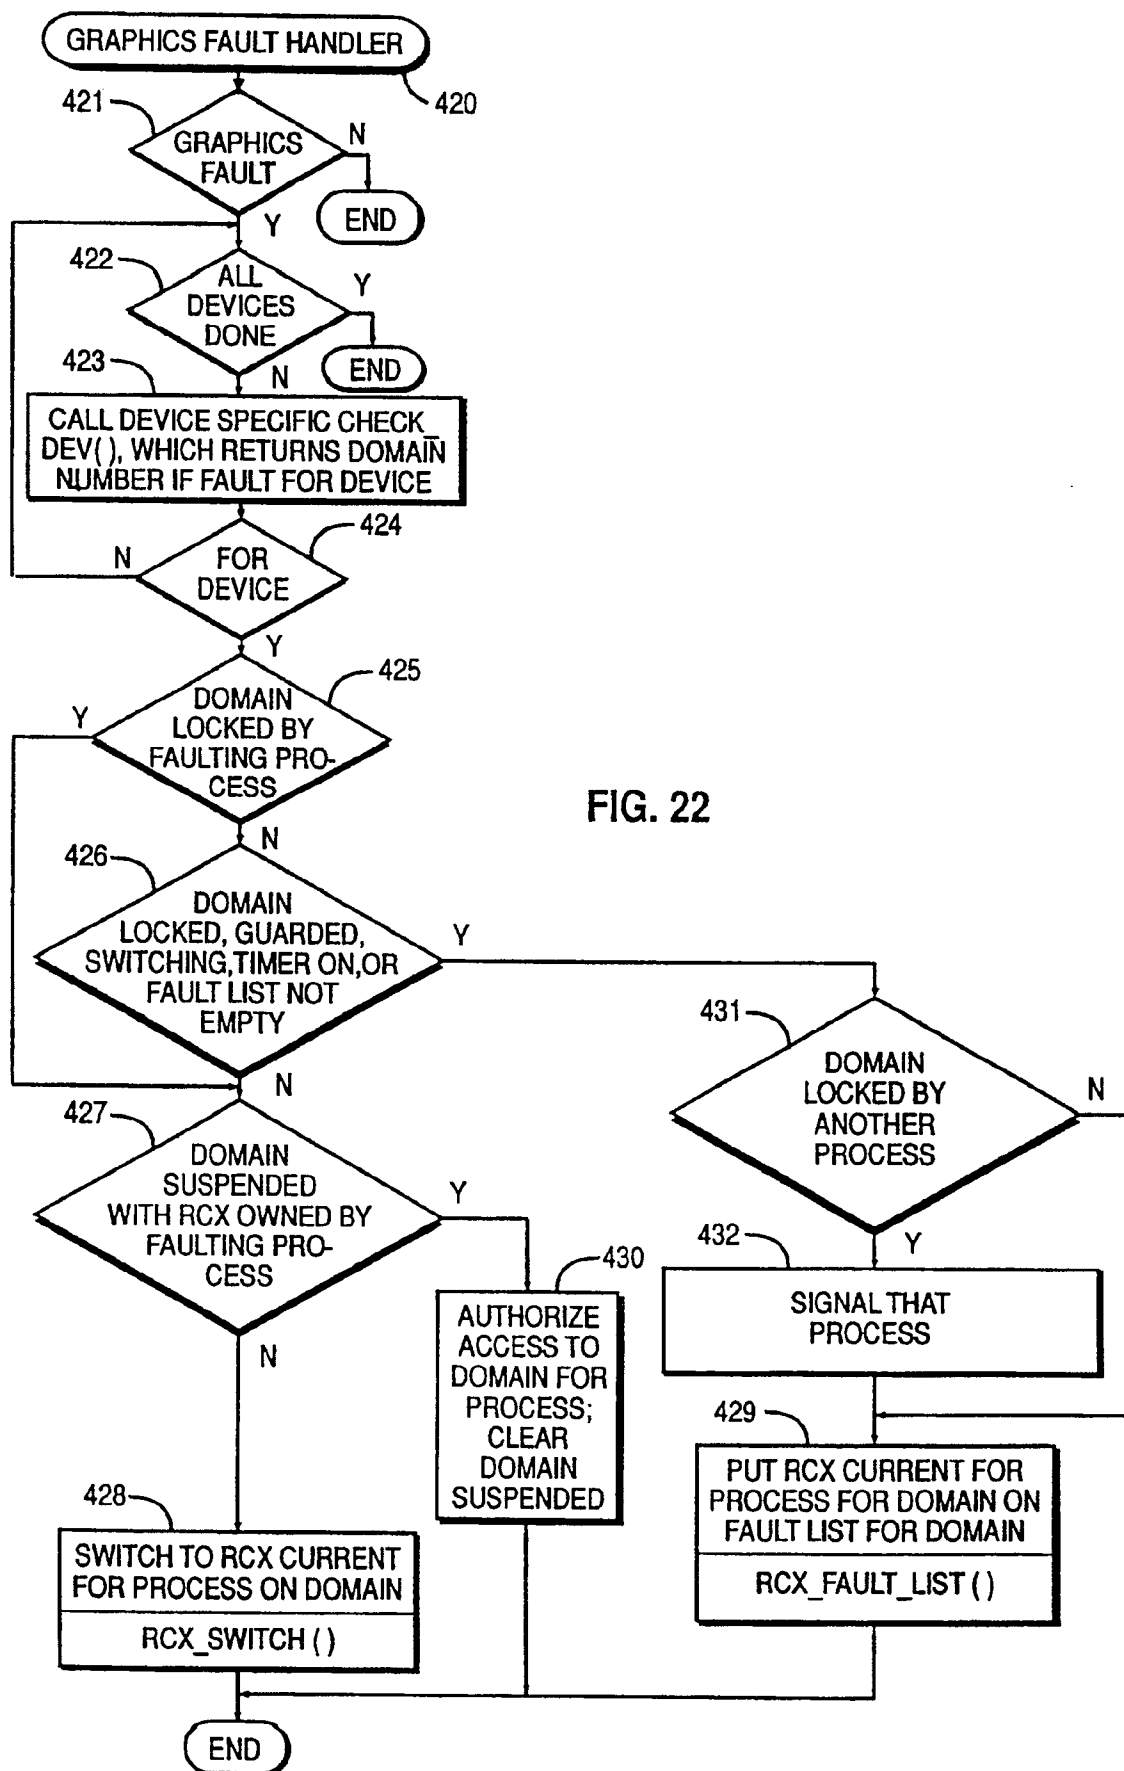 GRAPHICS FAULT HANDLER
420
421
GRAPHICS
FAULT
N
END
Y
422
ALL
DEVICES
DONE
Y
END
N
423
CALL DEVICE SPECIFIC CHECK_
DEV( ), WHICH RETURNS DOMAIN
NUMBER IF FAULT FOR DEVICE
424
FOR
DEVICE
N
Y
425
DOMAIN
LOCKED BY
FAULTING PRO-
CESS
Y
N
FIG. 22
426
DOMAIN
LOCKED, GUARDED,
SWITCHING,TIMER ON,OR
FAULT LIST NOT
EMPTY
Y
N
431
DOMAIN
LOCKED BY
ANOTHER
PROCESS
N
Y
427
DOMAIN
SUSPENDED
WITH RCX OWNED BY
FAULTING PRO-
CESS
Y
N
432
SIGNAL THAT
PROCESS
430
AUTHORIZE
ACCESS TO
DOMAIN FOR
PROCESS;
CLEAR
DOMAIN
SUSPENDED
429
PUT RCX CURRENT FOR
PROCESS FOR DOMAIN ON
FAULT LIST FOR DOMAIN
RCX_FAULT_LIST ( )
428
SWITCH TO RCX CURRENT
FOR PROCESS ON DOMAIN
RCX_SWITCH ( )
END